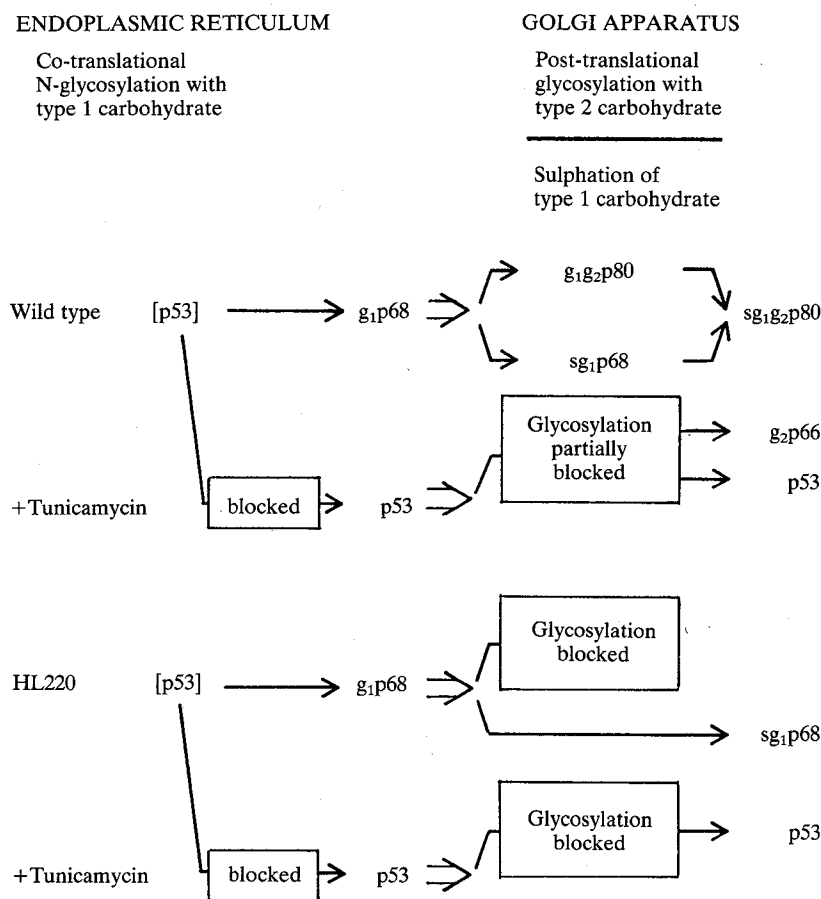 ENDOPLASMIC RETICULUM
GOLGI APPARATUS
Co-translational
N-glycosylation with
type 1 carbohydrate
Post-translational
glycosylation with
type 2 carbohydrate
Sulphation of
type 1 carbohydrate
Wild type [p53] g₁p68 g₁g₂p80 sg₁g₂p80
sg₁p68
Glycosylation
partially
blocked
g₂p66
p53
+Tunicamycin blocked p53
Glycosylation
blocked
HL220 [p53] g₁p68
sg₁p68
Glycosylation
blocked
p53
+Tunicamycin blocked p53